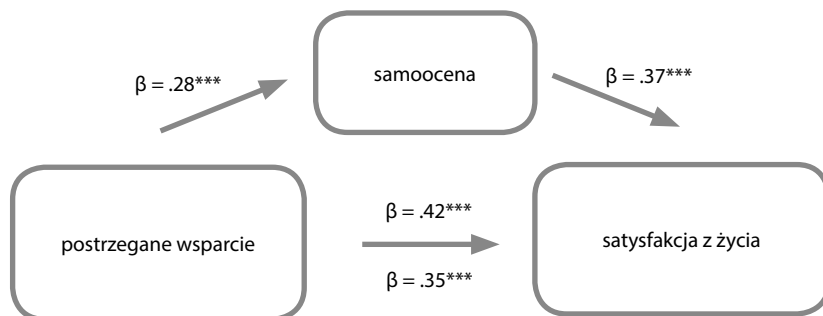 samoocena
β = .28***
β = .37***
β = .42***
postrzegane wsparcie
satysfakcja z życia
β = .35***